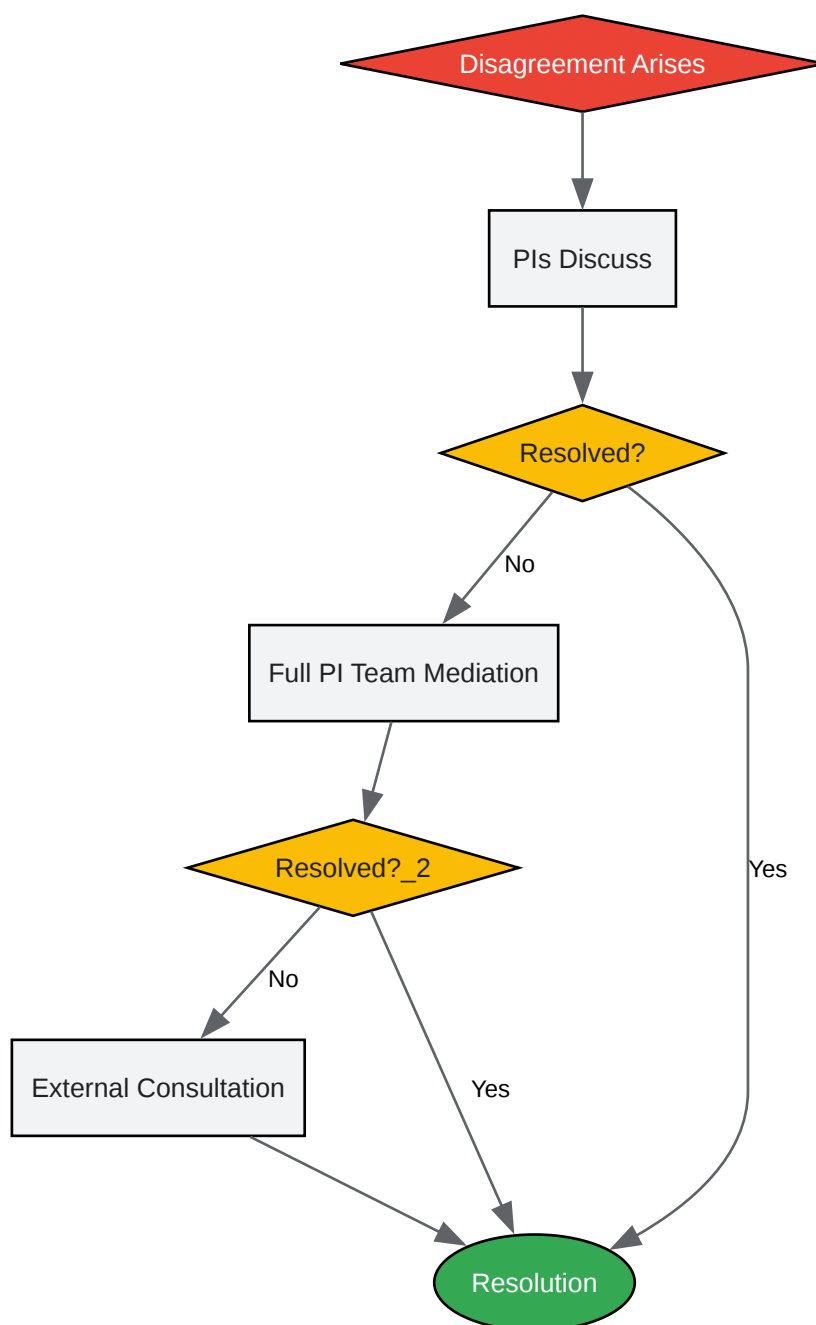 Disagreement Arises
PIs Discuss
Resolved?
No
Full PI Team Mediation
Yes
Resolved?_2
No
External Consultation
Yes
Resolution